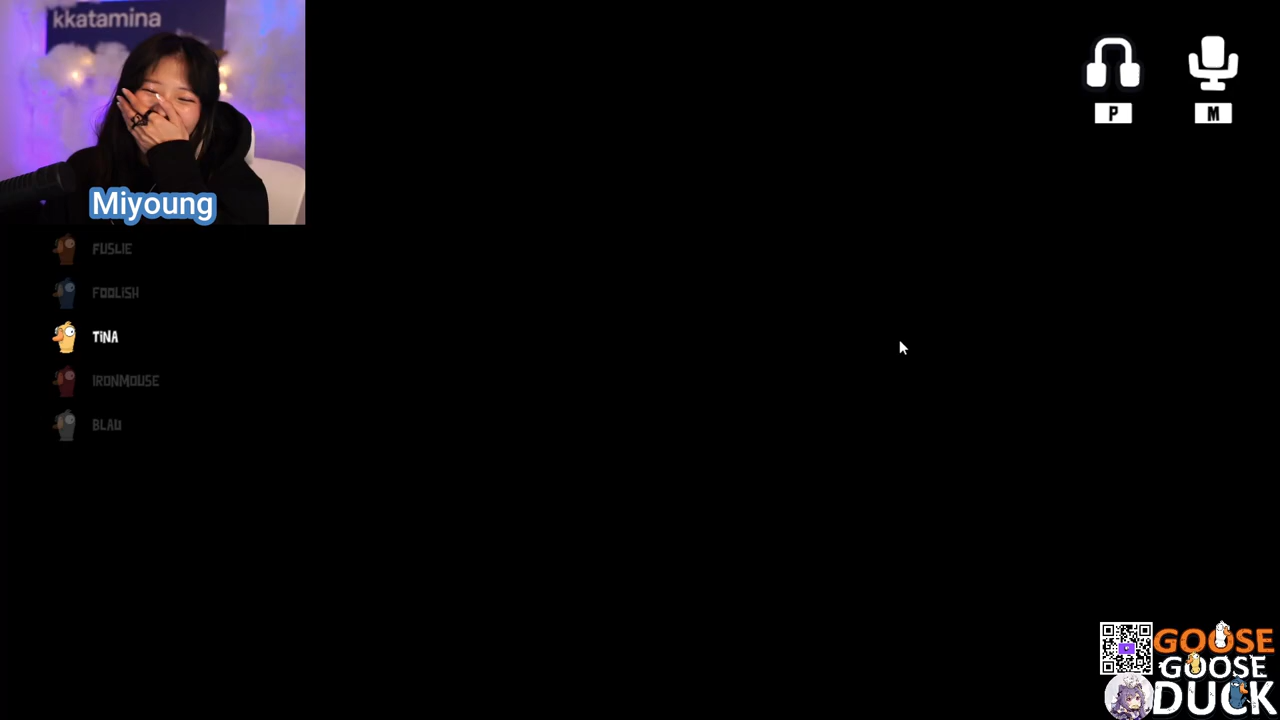 kkatamina
Miyoung
FUSLIE
FOOLISH
TINA
IRONMOUSE
BLAU
P
M
GOOSE
GOOSE
DUCK